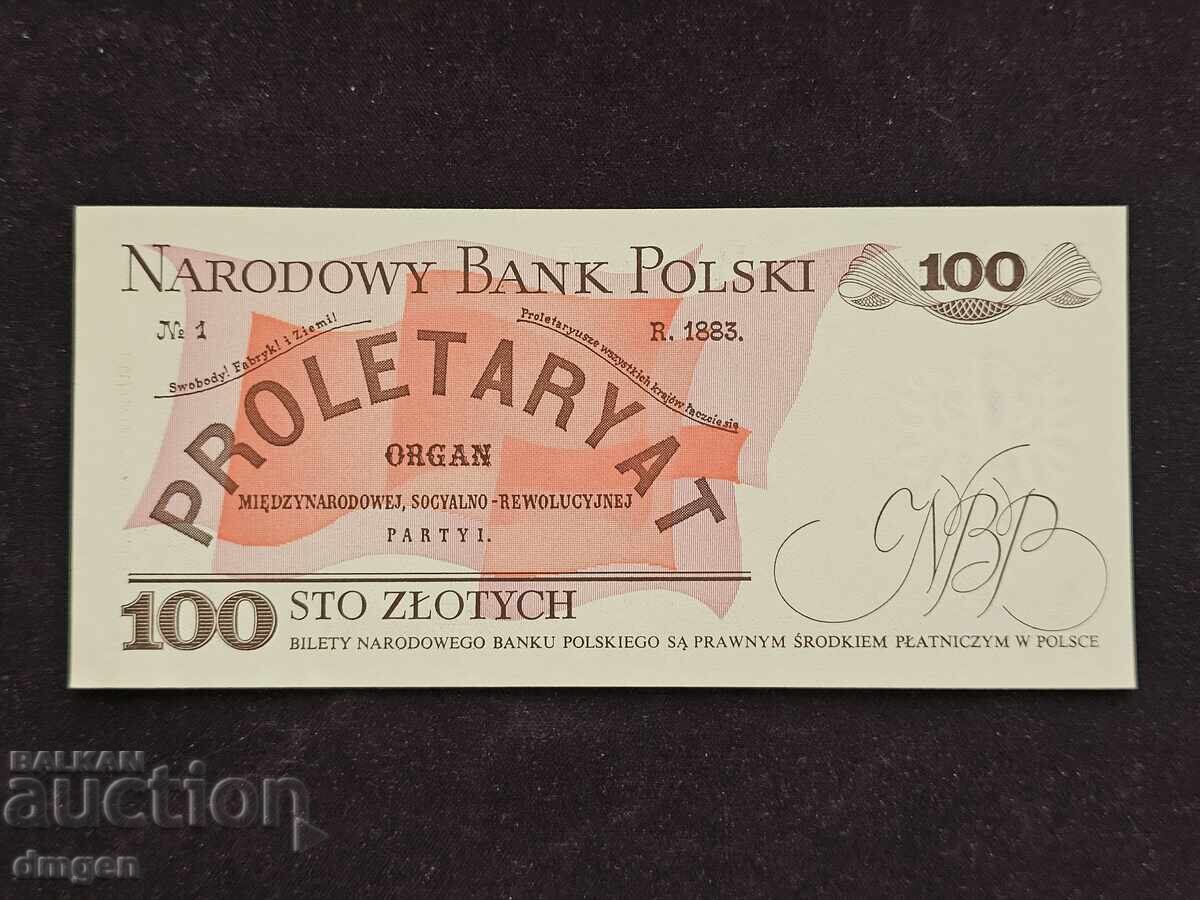 NARODOWY BANK POLSKI
100
№ 1
R. 1883.
Swobody! Fabryk! i Ziemi!
Proletaryusze wszystkich krajów łączcie się
PROLETARYAT
ORGAN
MIĘDZYNARODOWEJ, SOCYALNO-REWOLUCYJNEJ
PARTYI.
NBP
100 STO ZŁOTYCH
BILETY NARODOWEGO BANKU POLSKIEGO SĄ PRAWNYM ŚRODKIEM PŁATNICZYM W POLSCE
BALKAN
auction
dmgen